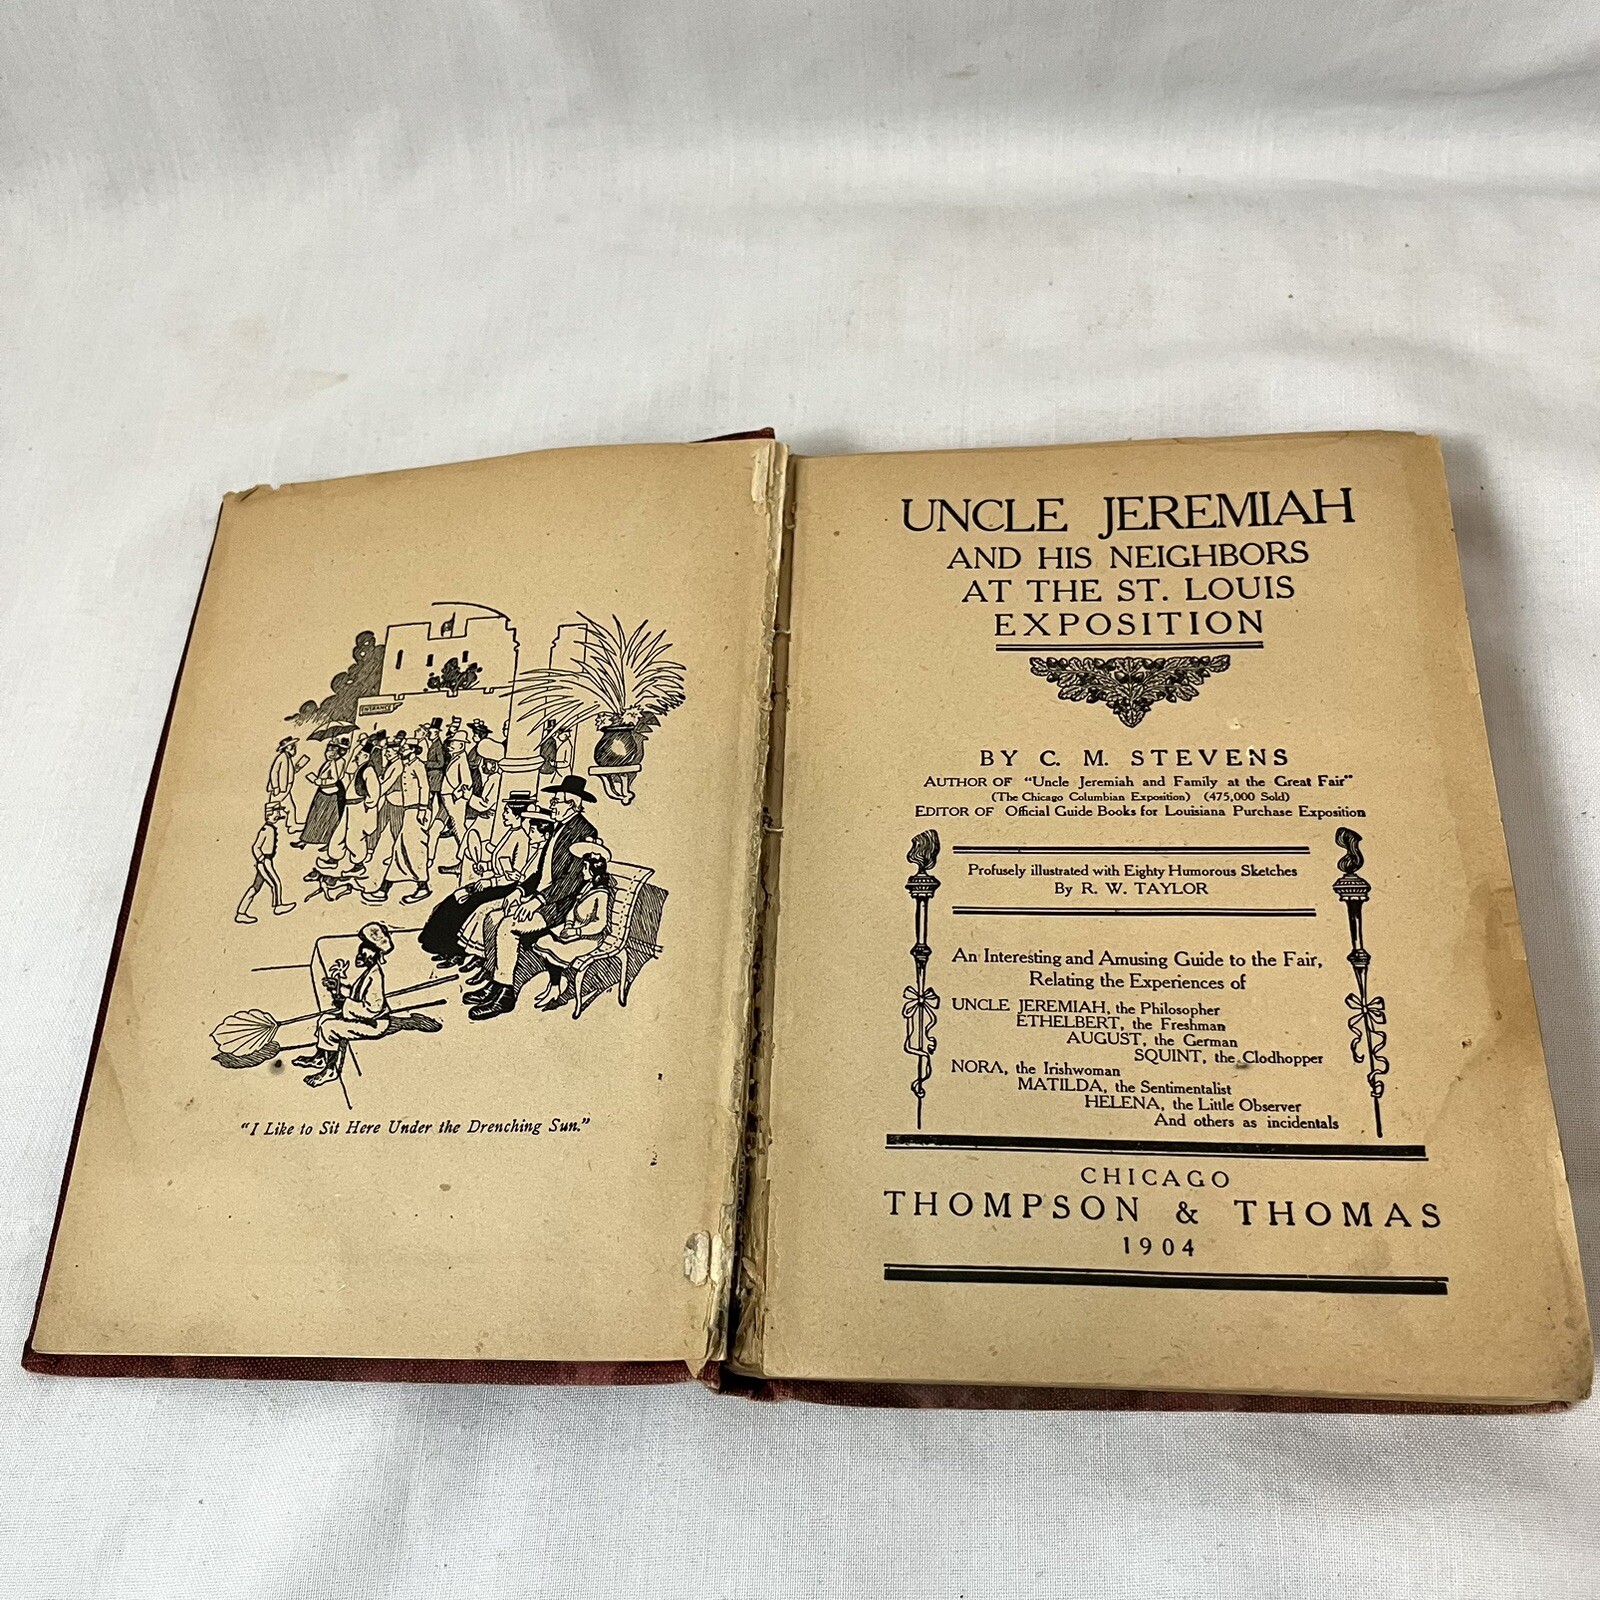 ENTRANCE
"I Like to Sit Here Under the Drenching Sun."
UNCLE JEREMIAH
AND HIS NEIGHBORS
AT THE ST. LOUIS
EXPOSITION
BY C. M. STEVENS
AUTHOR OF "Uncle Jeremiah and Family at the Great Fair"
(The Chicago Columbian Exposition) (475,000 Sold)
EDITOR OF Official Guide Books for Louisiana Purchase Exposition
Profusely illustrated with Eighty Humorous Sketches
By R. W. TAYLOR
An Interesting and Amusing Guide to the Fair,
Relating the Experiences of
UNCLE JEREMIAH, the Philosopher
ETHELBERT, the Freshman
AUGUST, the German
SQUINT, the Clodhopper
NORA, the Irishwoman
MATILDA, the Sentimentalist
HELENA, the Little Observer
And others as incidentals
CHICAGO
THOMPSON & THOMAS
1904